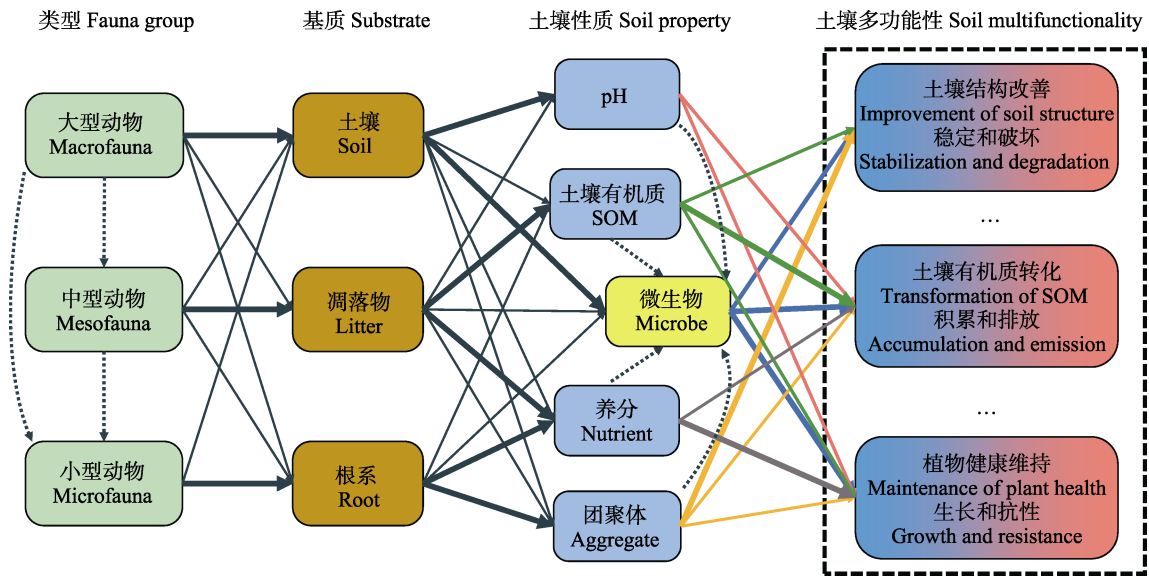 类型 Fauna group
基质 Substrate
土壤性质 Soil property
土壤多功能性 Soil multifunctionality
大型动物
Macrofauna
中型动物
Mesofauna
小型动物
Microfauna
土壤
Soil
凋落物
Litter
根系
Root
pH
土壤有机质
SOM
微生物
Microbe
养分
Nutrient
团聚体
Aggregate
土壤结构改善
Improvement of soil structure
稳定和破坏
Stabilization and degradation
...
土壤有机质转化
Transformation of SOM
积累和排放
Accumulation and emission
...
植物健康维持
Maintenance of plant health
生长和抗性
Growth and resistance